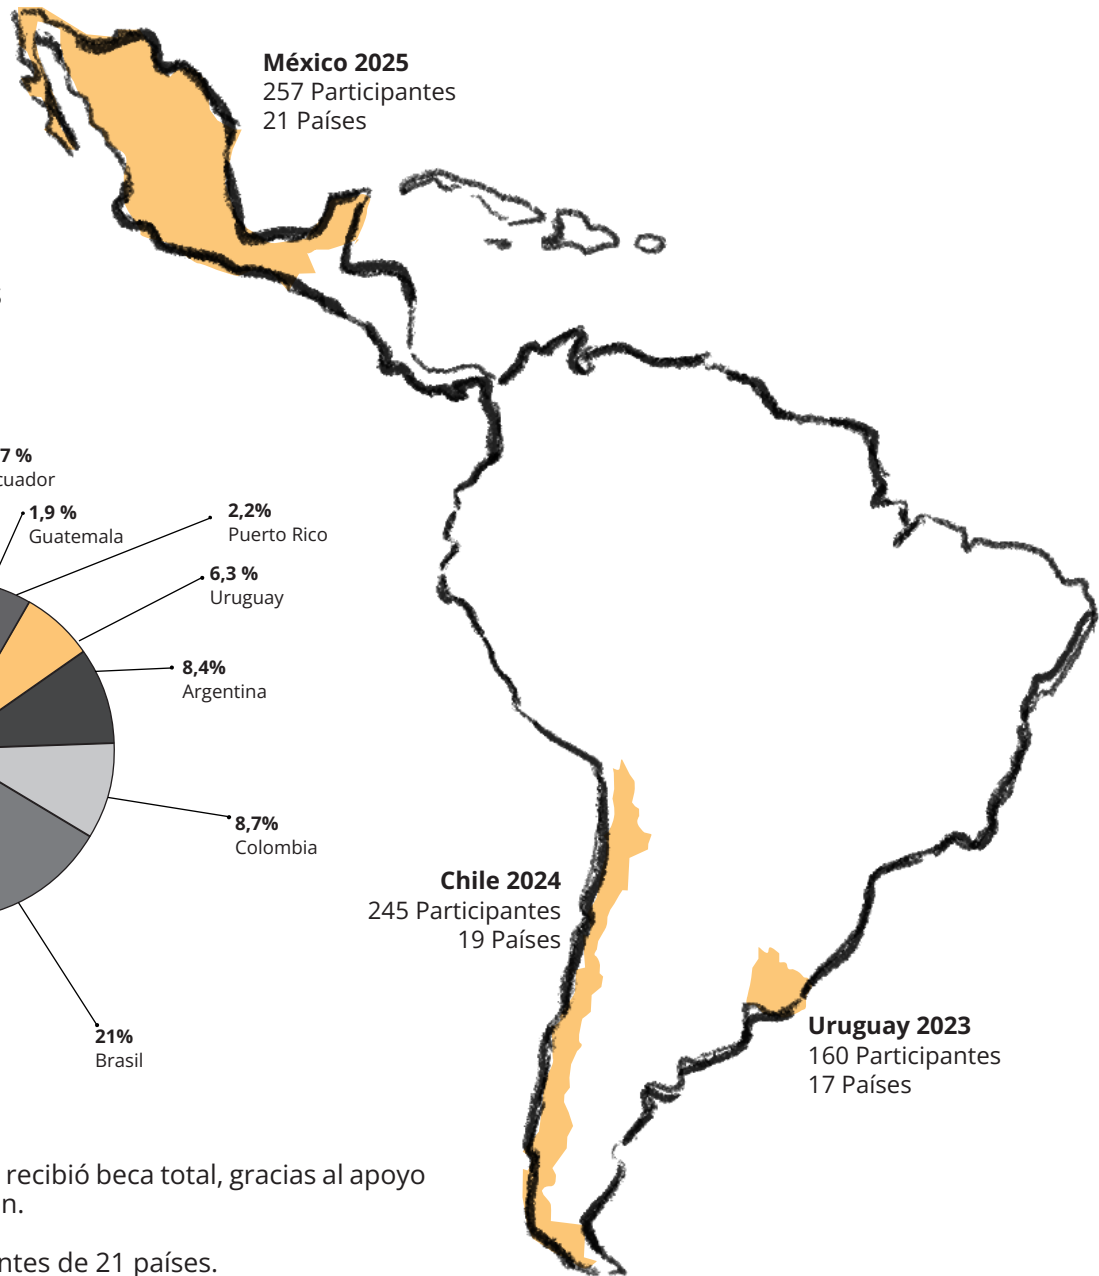 México 2025
257 Participantes
21 Países
7 %
cuador
1,9 %
Guatemala
2,2%
Puerto Rico
6,3 %
Uruguay
8,4%
Argentina
8,7%
Colombia
21%
Brasil
Chile 2024
245 Participantes
19 Países
Uruguay 2023
160 Participantes
17 Países
recibió beca total, gracias al apoyo
n.
ntes de 21 países.